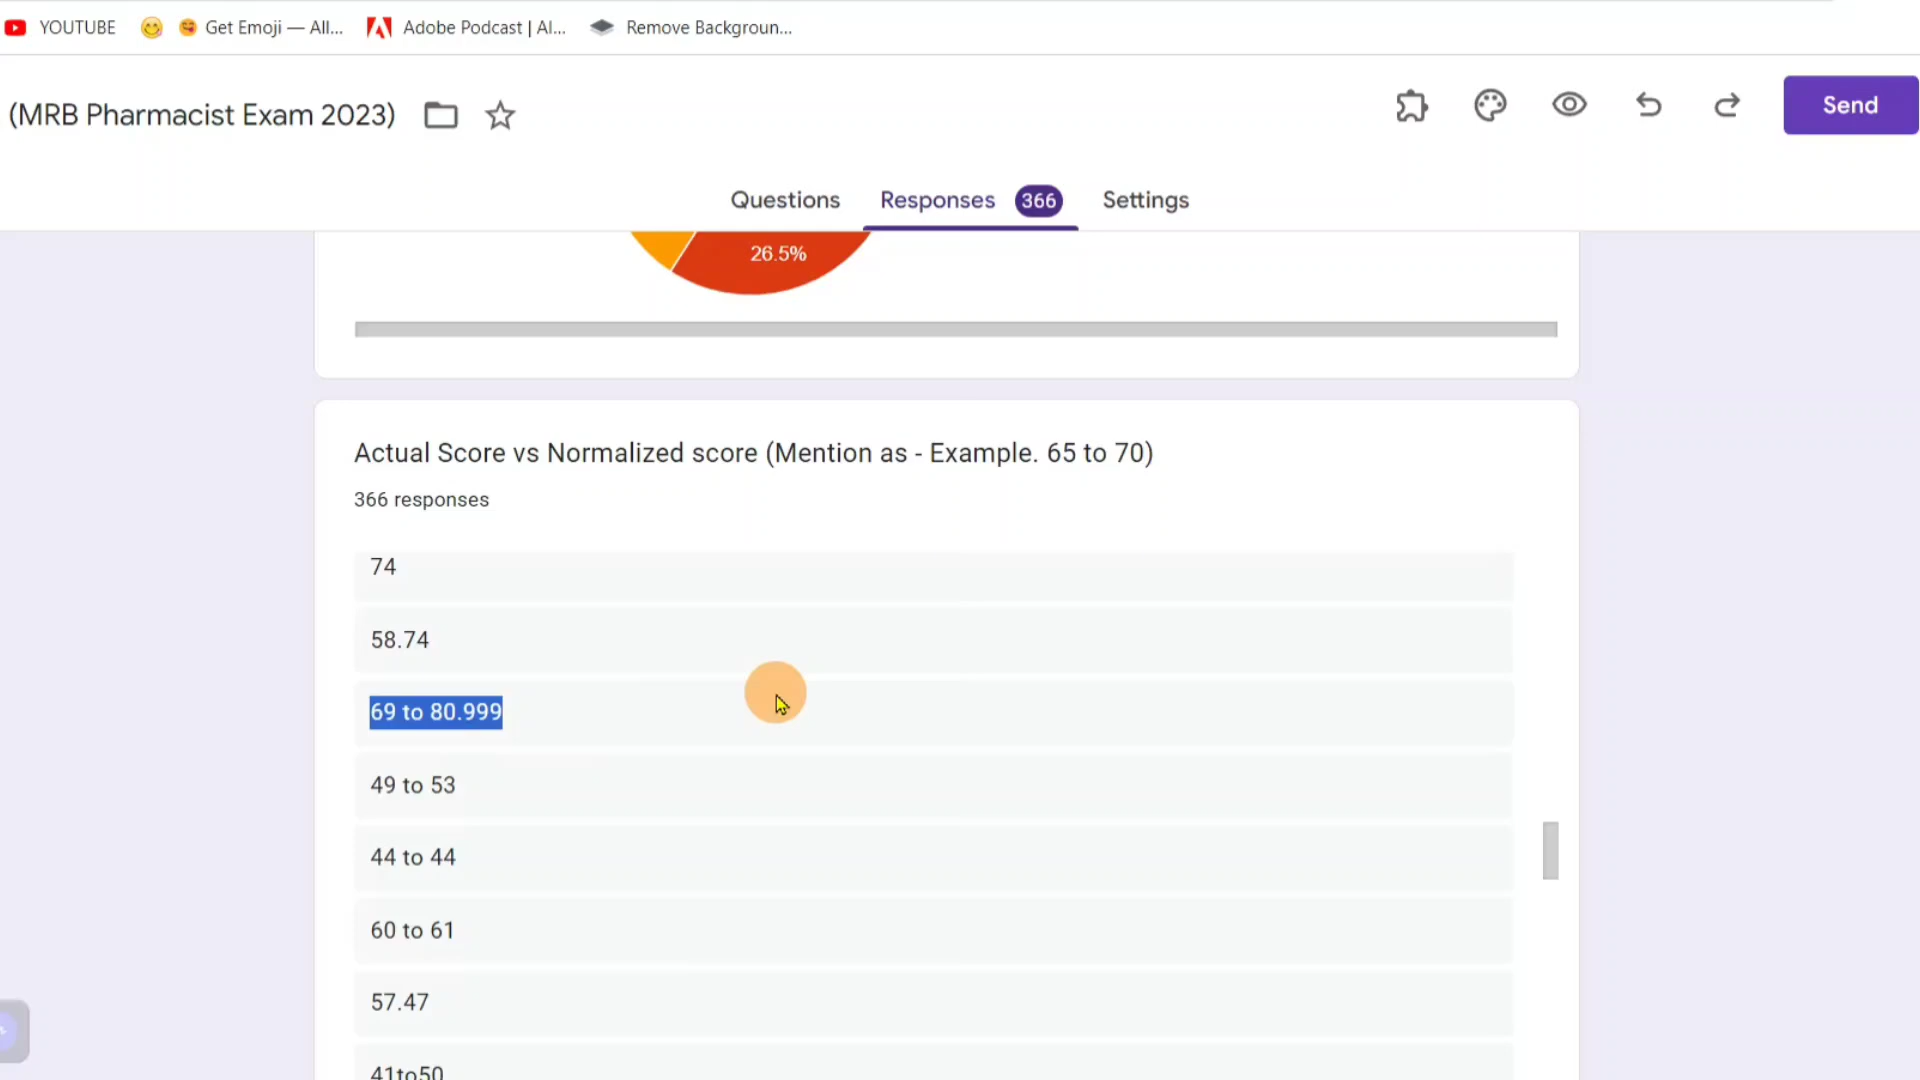 YOUTUBE
Get Emoji — All...
Adobe Podcast | AI...
Remove Backgroun...
(MRB Pharmacist Exam 2023)
Send
Questions
Responses 366
Settings
26.5%
Actual Score vs Normalized score (Mention as - Example. 65 to 70)
366 responses
74
58.74
69 to 80.999
49 to 53
44 to 44
60 to 61
57.47
41to50